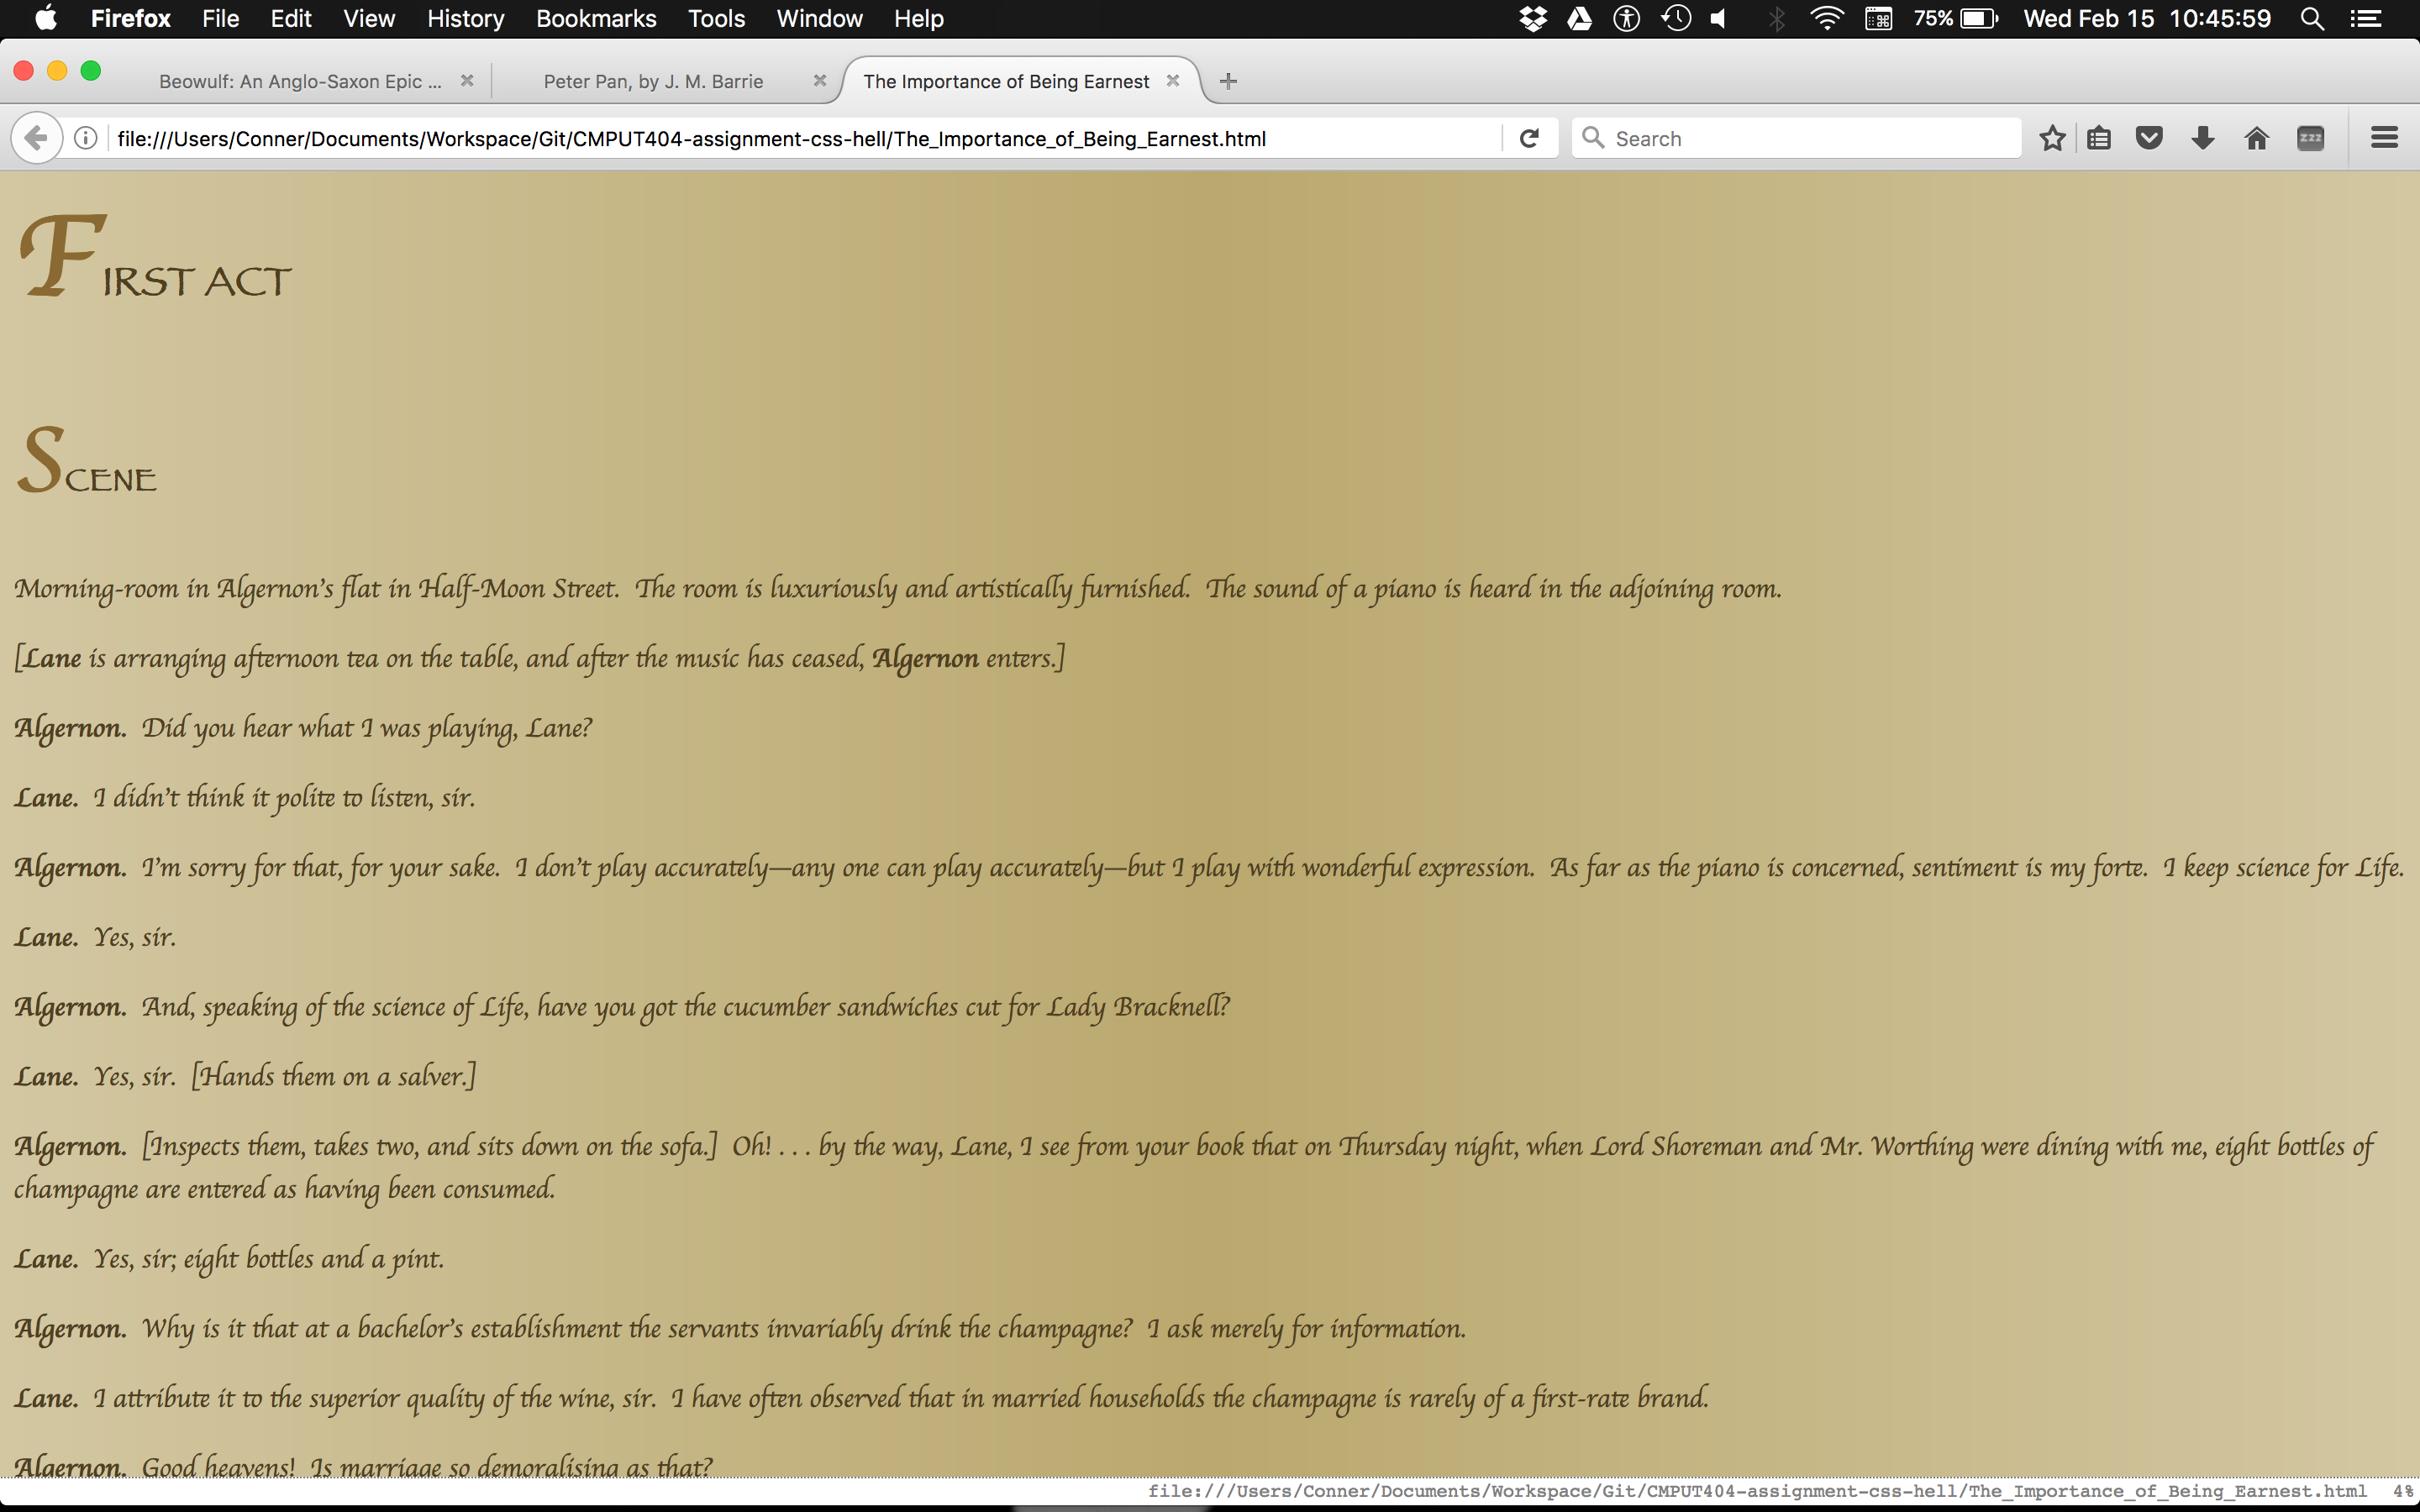 Firefox File Edit View History Bookmarks Tools Window Help 75% Wed Feb 15 10:45:59
Beowulf: An Anglo-Saxon Epic ... Peter Pan, by J. M. Barrie The Importance of Being Earnest
file:///Users/Conner/Documents/Workspace/Git/CMPUT404-assignment-css-hell/The_Importance_of_Being_Earnest.html Search zzz
FIRST ACT
SCENE
Morning-room in Algernon’s flat in Half-Moon Street.  The room is luxuriously and artistically furnished.  The sound of a piano is heard in the adjoining room.
[Lane is arranging afternoon tea on the table, and after the music has ceased, Algernon enters.]
Algernon.  Did you hear what I was playing, Lane?
Lane.  I didn’t think it polite to listen, sir.
Algernon.  I’m sorry for that, for your sake.  I don’t play accurately—any one can play accurately—but I play with wonderful expression.  As far as the piano is concerned, sentiment is my forte.  I keep science for Life.
Lane.  Yes, sir.
Algernon.  And, speaking of the science of Life, have you got the cucumber sandwiches cut for Lady Bracknell?
Lane.  Yes, sir.  [Hands them on a salver.]
Algernon.  [Inspects them, takes two, and sits down on the sofa.]  Oh! . . . by the way, Lane, I see from your book that on Thursday night, when Lord Shoreman and Mr. Worthing were dining with me, eight bottles of
champagne are entered as having been consumed.
Lane.  Yes, sir; eight bottles and a pint.
Algernon.  Why is it that at a bachelor’s establishment the servants invariably drink the champagne?  I ask merely for information.
Lane.  I attribute it to the superior quality of the wine, sir.  I have often observed that in married households the champagne is rarely of a first-rate brand.
Algernon.  Good heavens!  Is marriage so demoralising as that?
file:///Users/Conner/Documents/Workspace/Git/CMPUT404-assignment-css-hell/The_Importance_of_Being_Earnest.html 4%